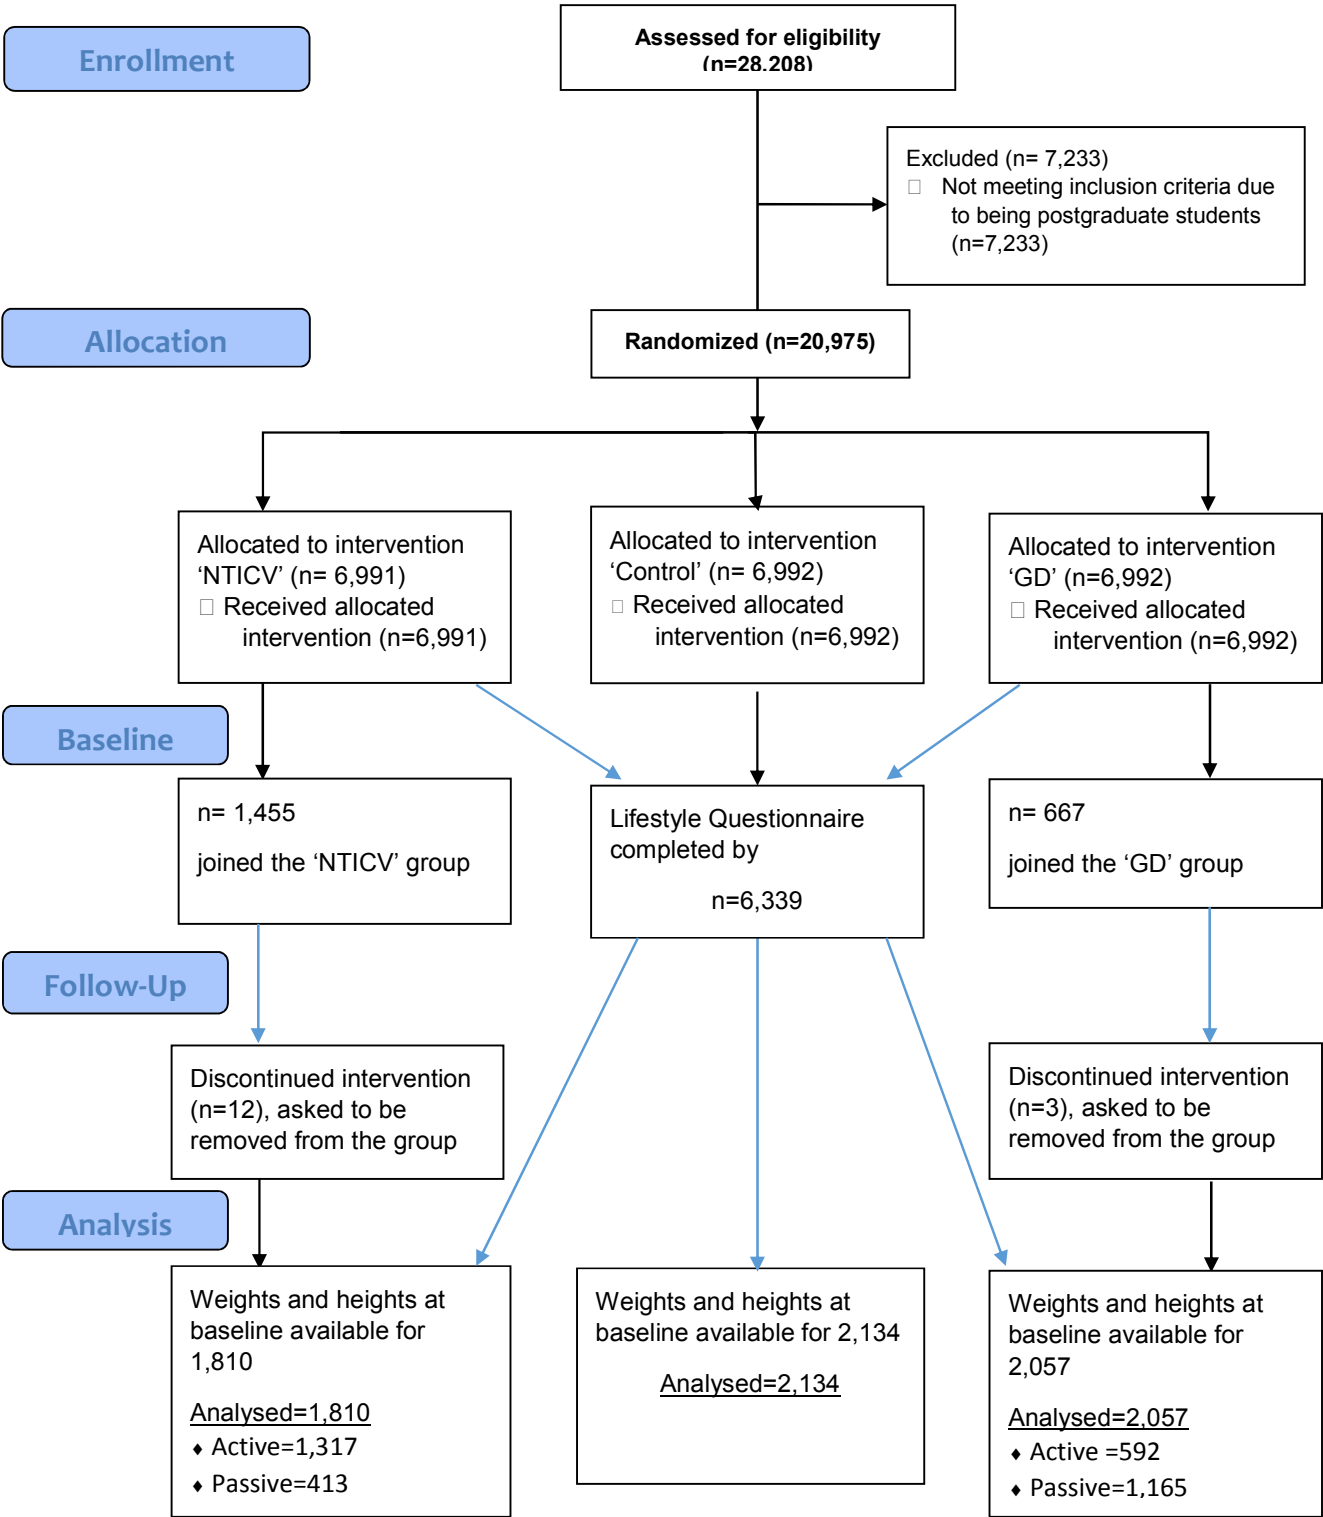 Enrollment
Assessed for eligibility
(n=28,208)
Excluded (n= 7,233)
□ Not meeting inclusion criteria due
to being postgraduate students
(n=7,233)
Allocation
Randomized (n=20,975)
Allocated to intervention
‘NTICV’ (n= 6,991)
□ Received allocated
intervention (n=6,991)
Allocated to intervention
‘Control’ (n= 6,992)
□ Received allocated
intervention (n=6,992)
Allocated to intervention
‘GD’ (n=6,992)
□ Received allocated
intervention (n=6,992)
Baseline
n= 1,455
joined the ‘NTICV’ group
Lifestyle Questionnaire
completed by
n=6,339
n= 667
joined the ‘GD’ group
Follow-Up
Discontinued intervention
(n=12), asked to be
removed from the group
Discontinued intervention
(n=3), asked to be
removed from the group
Analysis
Weights and heights at
baseline available for
1,810
Analysed=1,810
♦ Active=1,317
♦ Passive=413
Weights and heights at
baseline available for 2,134
Analysed=2,134
Weights and heights at
baseline available for
2,057
Analysed=2,057
♦ Active =592
♦ Passive=1,165